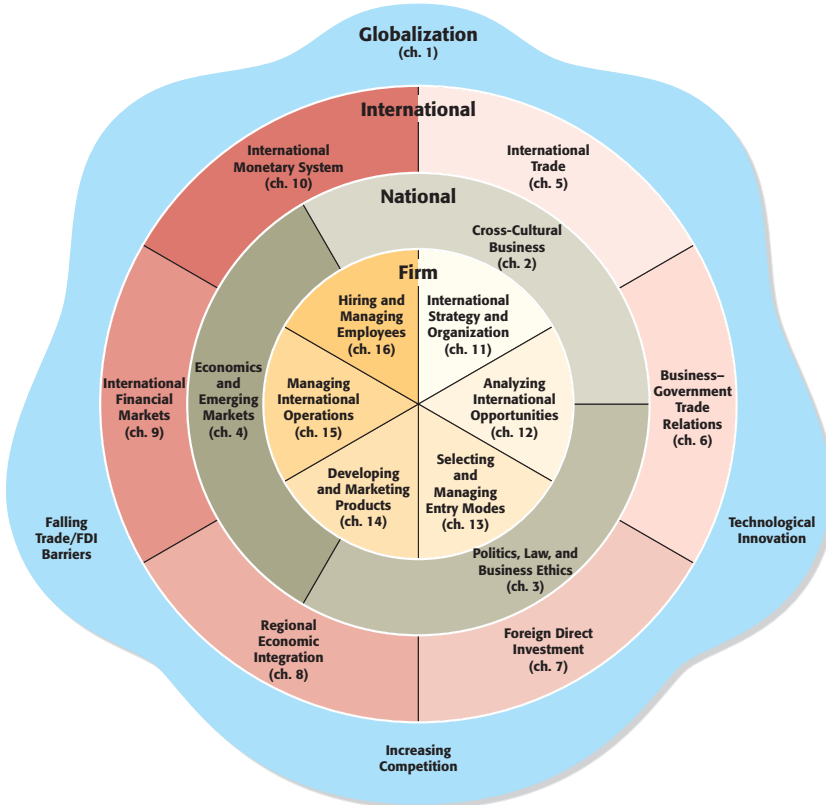 Globalization
(ch. 1)
International
International
Monetary System
(ch. 10)
International
Trade
(ch. 5)
National
Cross-Cultural
Business
(ch. 2)
Firm
Hiring and
Managing
Employees
(ch. 16)
International
Strategy and
Organization
(ch. 11)
International
Financial
Markets
(ch. 9)
Economics
and
Emerging
Markets
(ch. 4)
Managing
International
Operations
(ch. 15)
Analyzing
International
Opportunities
(ch. 12)
Business–
Government
Trade
Relations
(ch. 6)
Developing
and Marketing
Products
(ch. 14)
Selecting
and
Managing
Entry Modes
(ch. 13)
Falling
Trade/FDI
Barriers
Technological
Innovation
Politics, Law, and
Business Ethics
(ch. 3)
Regional
Economic
Integration
(ch. 8)
Foreign Direct
Investment
(ch. 7)
Increasing
Competition